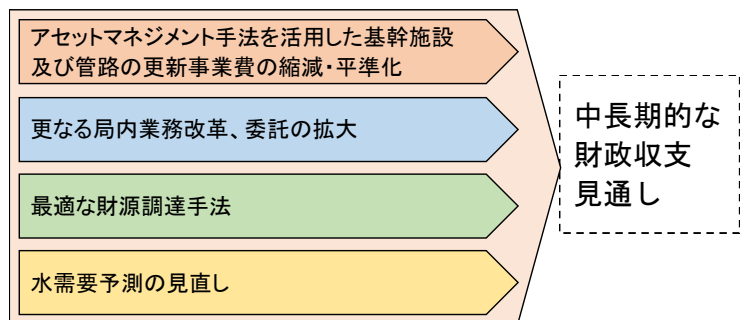 アセットマネジメント手法を活用した基幹施設
及び管路の更新事業費の縮減・平準化
更なる局内業務改革、委託の拡大
最適な財源調達手法
水需要予測の見直し
中長期的な
財政収支
見通し